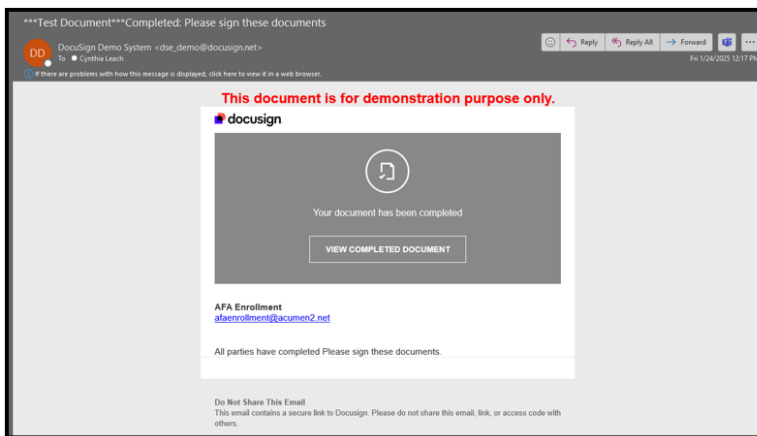 ***Test Document***Completed: Please sign these documents
DD
DocuSign Demo System <dse_demo@docusign.net>
To Cynthia Leach
Reply
Reply All
Forward
Fri 1/24/2025 12:17 PM
If there are problems with how this message is displayed, click here to view it in a web browser.
This document is for demonstration purpose only.
docusign
Your document has been completed
VIEW COMPLETED DOCUMENT
AFA Enrollment
afaenrollment@acumen2.net
All parties have completed Please sign these documents.
Do Not Share This Email
This email contains a secure link to Docusign. Please do not share this email, link, or access code with
others.